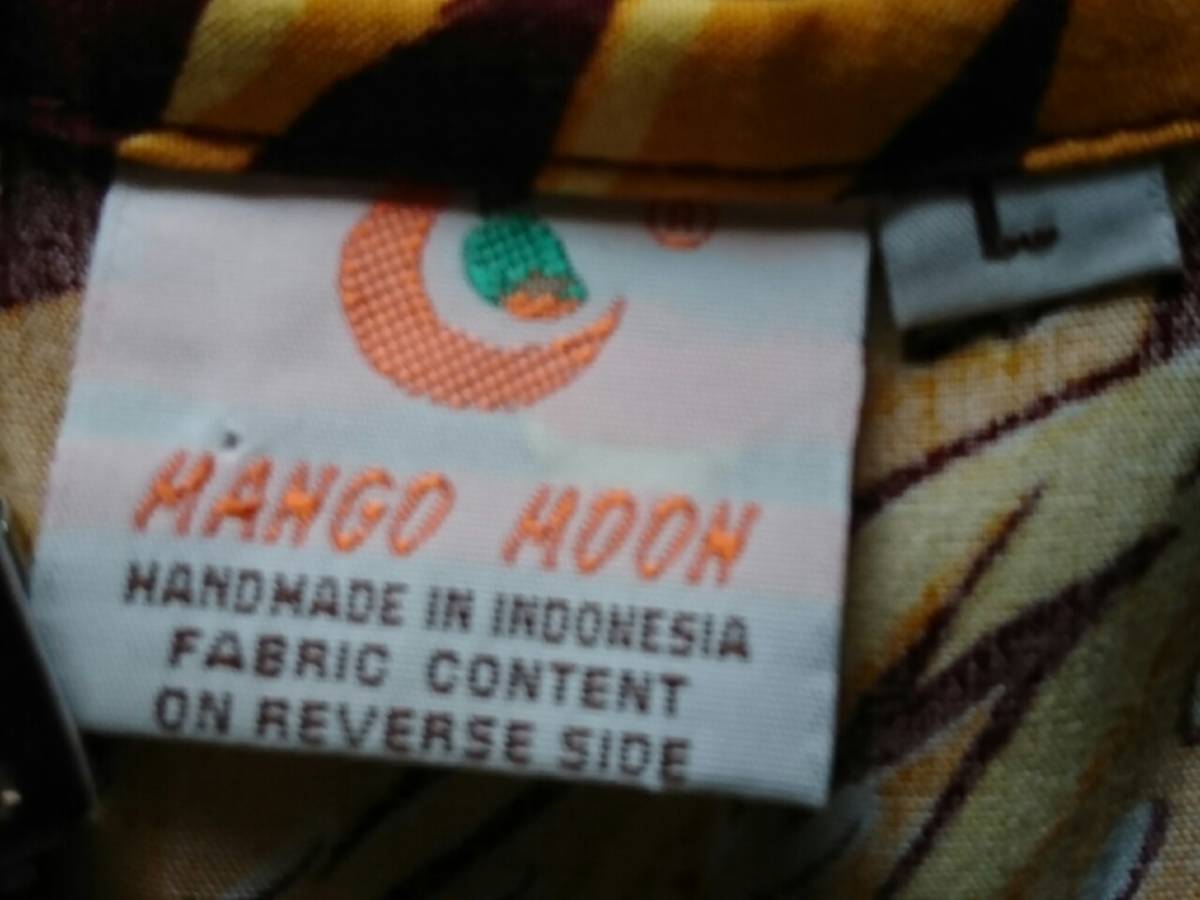 ®
L
MANGO MOON
HANDMADE IN INDONESIA
FABRIC CONTENT
ON REVERSE SIDE